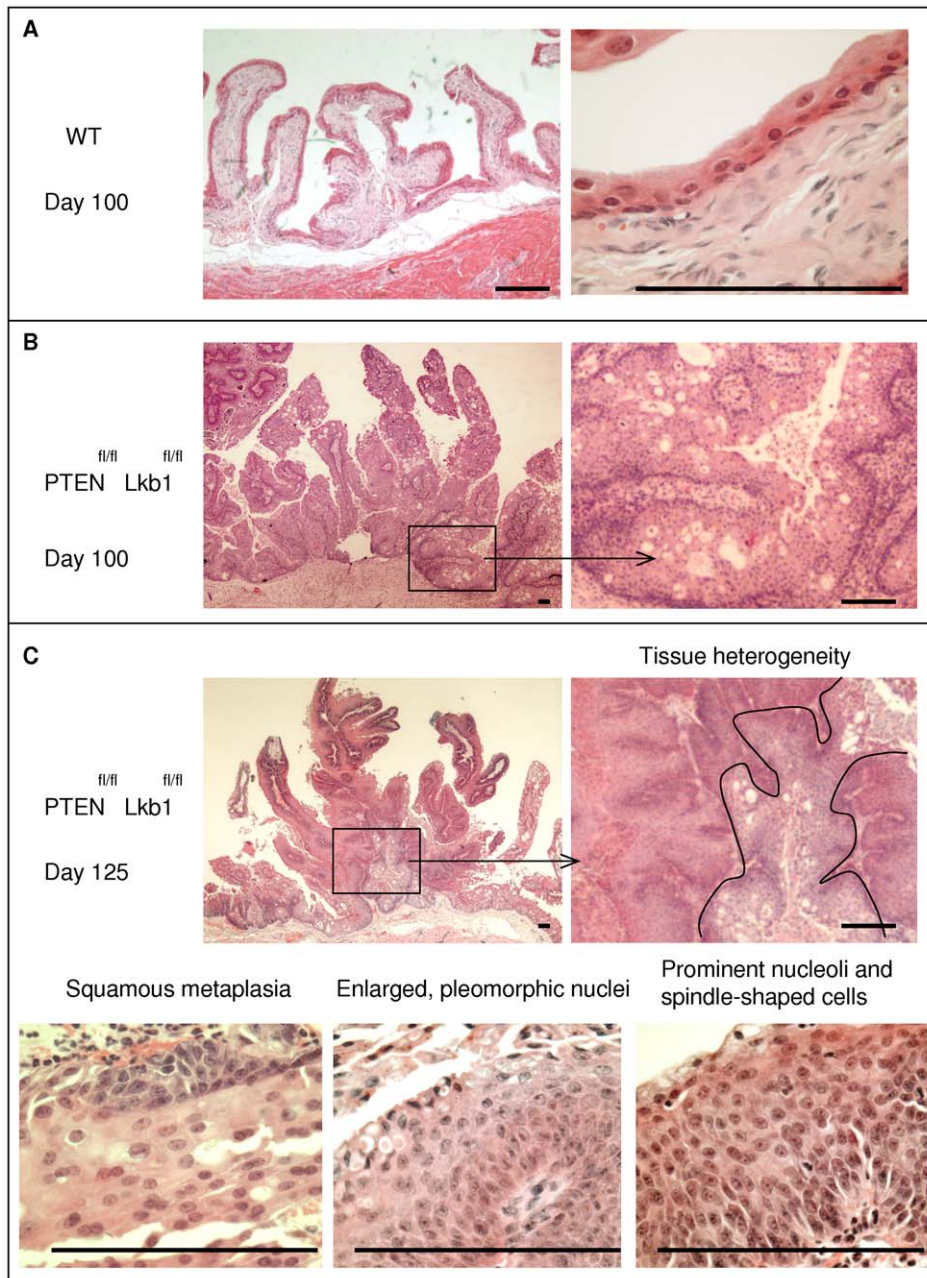 A
WT
Day 100
B
PTEN fl/fl Lkb1 fl/fl
Day 100
C
Tissue heterogeneity
PTEN fl/fl Lkb1 fl/fl
Day 125
Squamous metaplasia
Enlarged, pleomorphic nuclei
Prominent nucleoli and
spindle-shaped cells